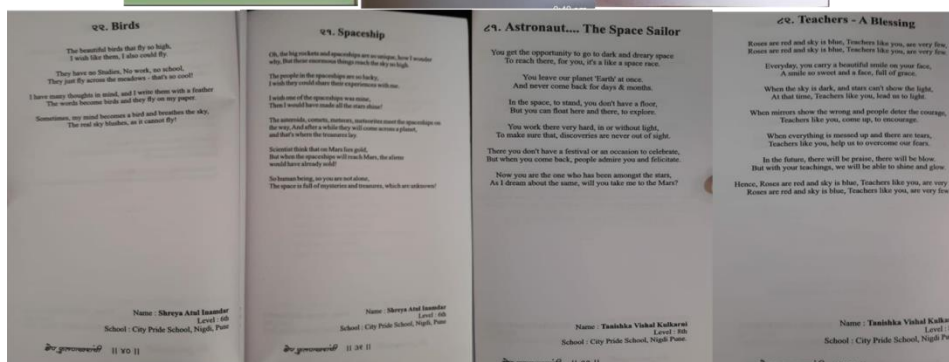 २२. Birds
The beautiful birds that fly so high,
I wish like them, I also could fly.
They have no Studies, No work, no school,
They just fly across the meadows - that's so cool!
I have many thoughts in mind, and I write them with a feather
The words become birds and they fly on my paper.
Sometimes, my mind becomes a bird and breathes the sky,
The real sky blushes, as it cannot fly!
Name : Shreya Atul Inamdar
Level : 6th
School : City Pride School, Nigdi, Pune
|| ४० ||
२१. Spaceship
Oh, the big rockets and spaceships are so unique, how I wonder
why, But these enormous things reach the sky so high.
The people in the spaceships are so lucky,
I wish they could share their experiences with me.
I wish one of the spaceships was mine,
Then I would have made all the stars shine!
The asteroids, comets, meteors, meteorites meet the spaceships on
the way, And after a while they will come across a planet,
and that's where the treasures lay.
Scientist think that on Mars lies gold,
But when the spaceships will reach Mars, the aliens
would have already sold!
So human being, no you are not alone,
The space is full of mysteries and treasures, which are unknown!
Name : Shreya Atul Inamdar
Level : 6th
School : City Pride School, Nigdi, Pune
|| ३९ ||
८१. Astronaut.... The Space Sailor
You get the opportunity to go to dark and dreary space
To reach there, for you, it's a like a space race.
You leave our planet 'Earth' at once.
And never come back for days & months.
In the space, to stand, you don't have a floor,
But you can float here and there, to explore.
You work there very hard, in or without light,
To make sure that, discoveries are never out of sight.
There you don't have a festival or an occasion to celebrate,
But when you come back, people admire you and felicitate.
Now you are the one who has been amongst the stars,
As I dream about the same, will you take me to the Mars?
Name : Tanishka Vishal Kulkarni
Level : 8th
School : City Pride School, Nigdi, Pune
८२. Teachers - A Blessing
Roses are red and sky is blue, Teachers like you, are very few.
Roses are red and sky is blue, Teachers like you, are very few.
Everyday, you carry a beautiful smile on your face,
A smile so sweet and a face, full of grace.
When the sky is dark, and stars can't show the light,
At that time, Teachers like you, lead us to light.
When mirrors show the wrong and people deter the courage,
Teachers like you, come up, to encourage.
When everything is messed up and there are tears,
Teachers like you, help us to overcome our fears.
In the future, there will be praise, there will be blow.
But with your teachings, we will be able to shine and glow.
Hence, Roses are red and sky is blue, Teachers like you, are very
Roses are red and sky is blue, Teachers like you, are very few
Name : Tanishka Vishal Kulka
Level :
School : City Pride School, Nigdi, Pu